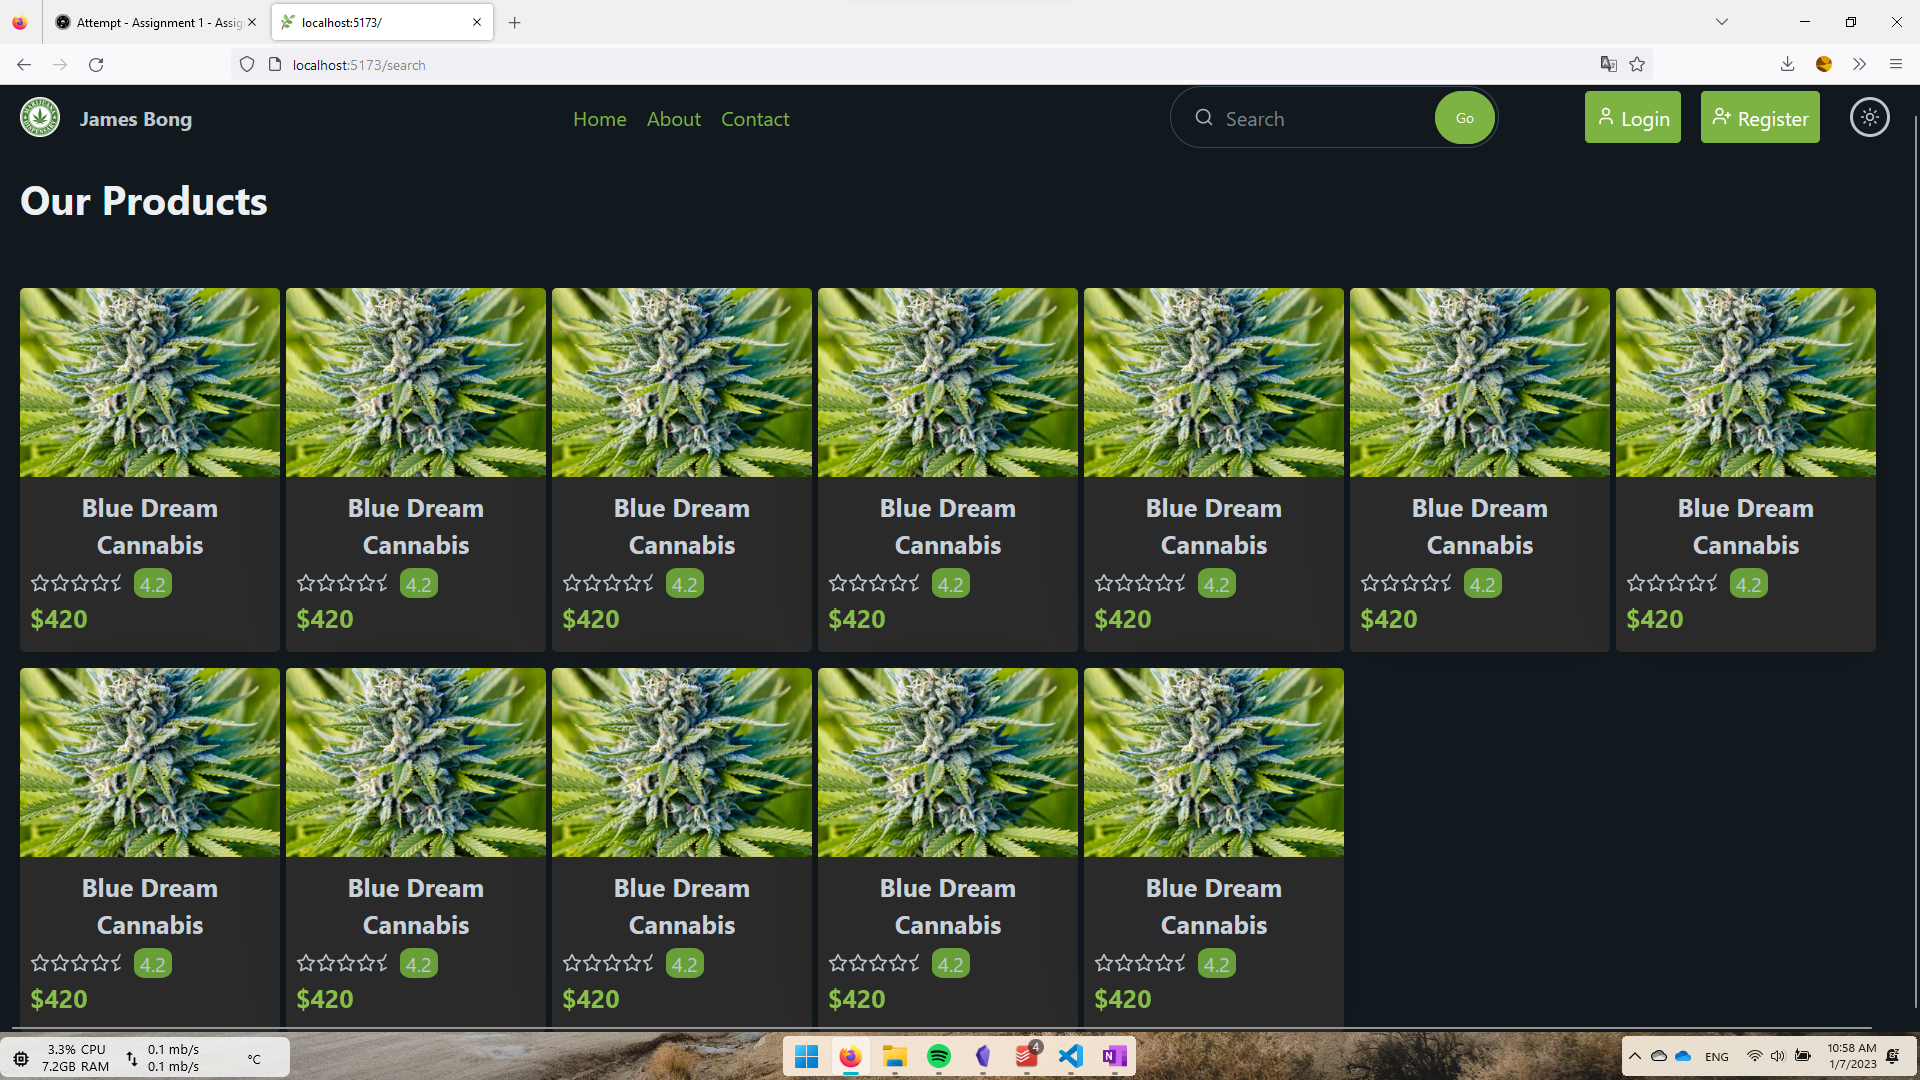 Attempt - Assignment 1 - Assig
localhost:5173/
localhost:5173/search
James Bong
Home
About
Contact
Search
Go
Login
Register
Our Products
Blue Dream
Cannabis
4.2
$420
Blue Dream
Cannabis
4.2
$420
Blue Dream
Cannabis
4.2
$420
Blue Dream
Cannabis
4.2
$420
Blue Dream
Cannabis
4.2
$420
Blue Dream
Cannabis
4.2
$420
Blue Dream
Cannabis
4.2
$420
Blue Dream
Cannabis
4.2
$420
Blue Dream
Cannabis
4.2
$420
Blue Dream
Cannabis
4.2
$420
Blue Dream
Cannabis
4.2
$420
Blue Dream
Cannabis
4.2
$420
3.3% CPU
7.2GB RAM
0.1 mb/s
0.1 mb/s
°C
4
N
ENG
10:58 AM
1/7/2023